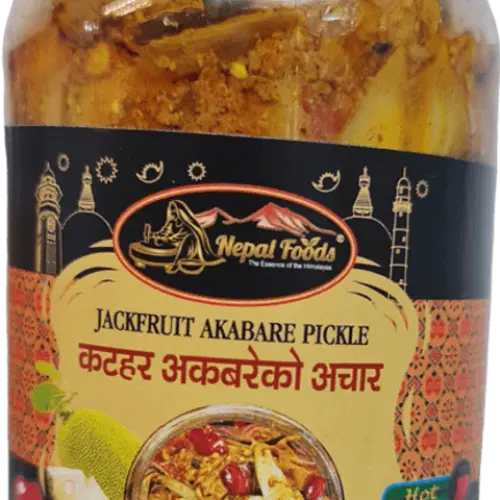 Nepal Foods®
The Essence of the Himalayas
JACKFRUIT AKABARE PICKLE
कटहर अकबरेको अचार
Hot